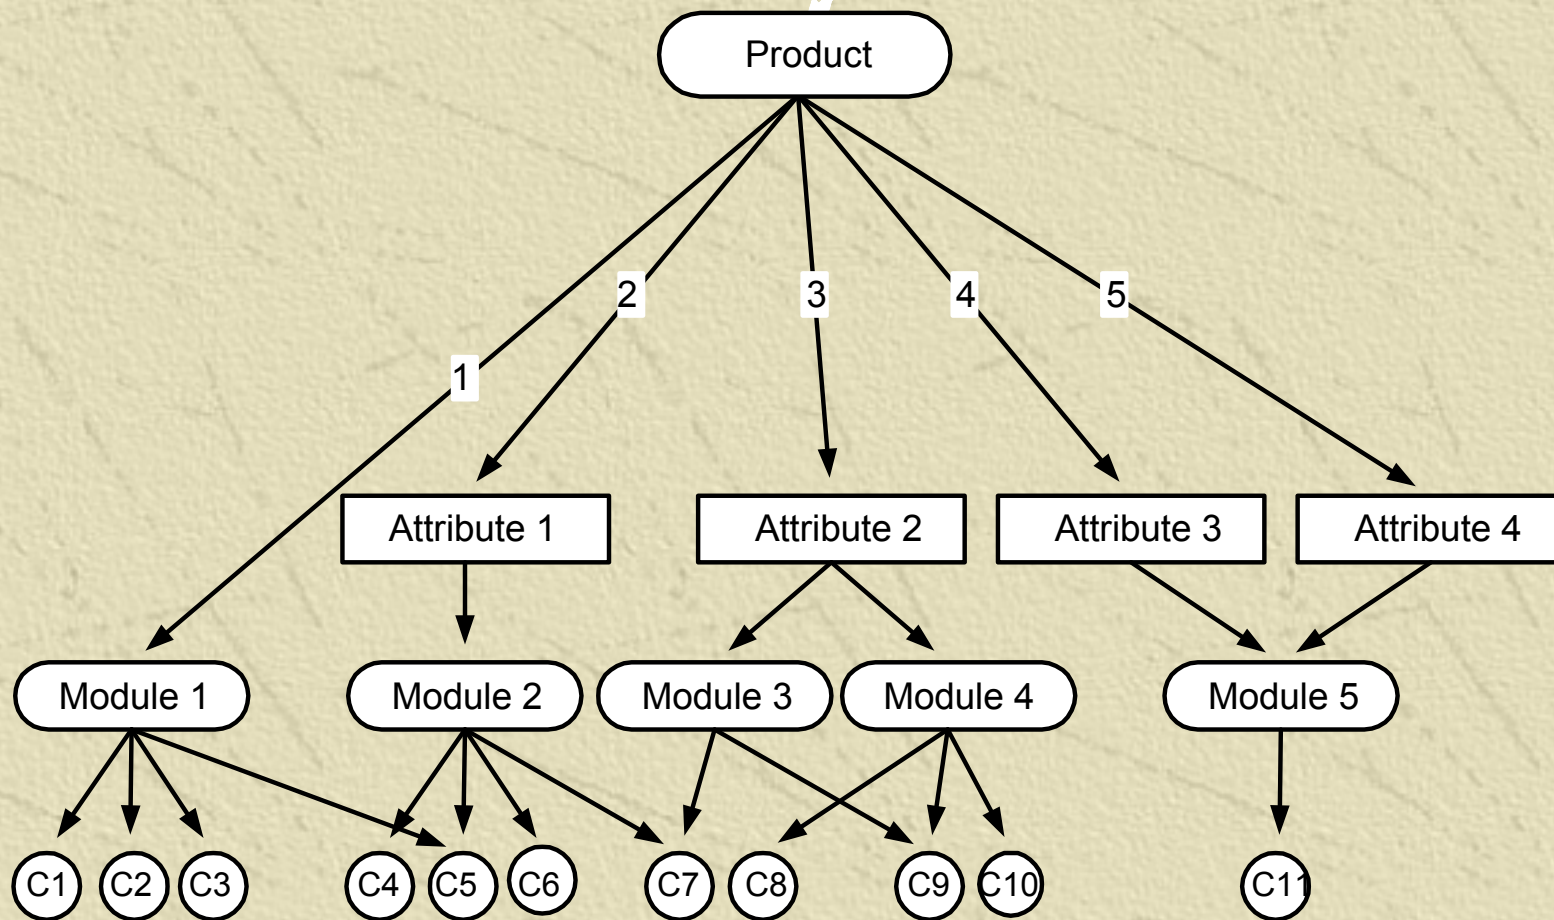 Product
2
3
4
5
1
Attribute 1
Attribute 2
Attribute 3
Attribute 4
Module 1
Module 2
Module 3
Module 4
Module 5
C1
C2
C3
C4
C5
C6
C7
C8
C9
C10
C11